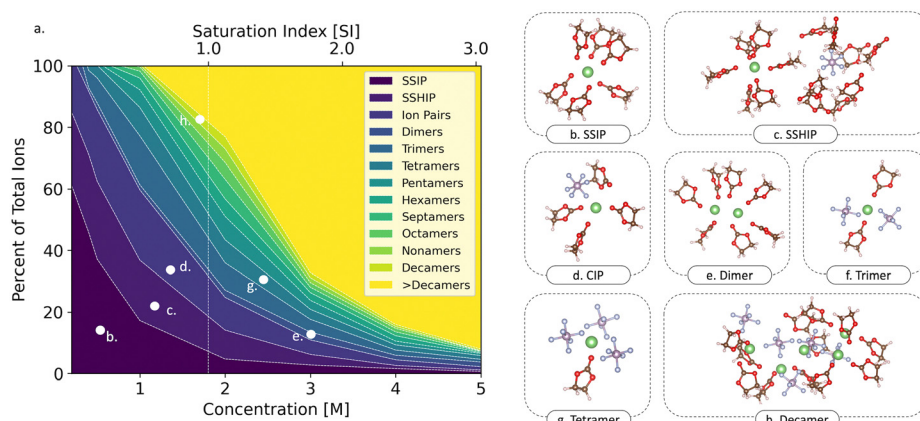 a.
Saturation Index [SI]
1.0 2.0 3.0
100
80
60
40
20
0
Percent of Total Ions
SSIP
SSHIP
Ion Pairs
Dimers
Trimers
Tetramers
Pentamers
Hexamers
Septamers
Octamers
Nonamers
Decamers
>Decamers
h.
d.
g.
c.
b.
e.
1 2 3 4 5
Concentration [M]
b. SSIP
c. SSHIP
d. CIP
e. Dimer
f. Trimer
g. Tetramer
h. Decamer